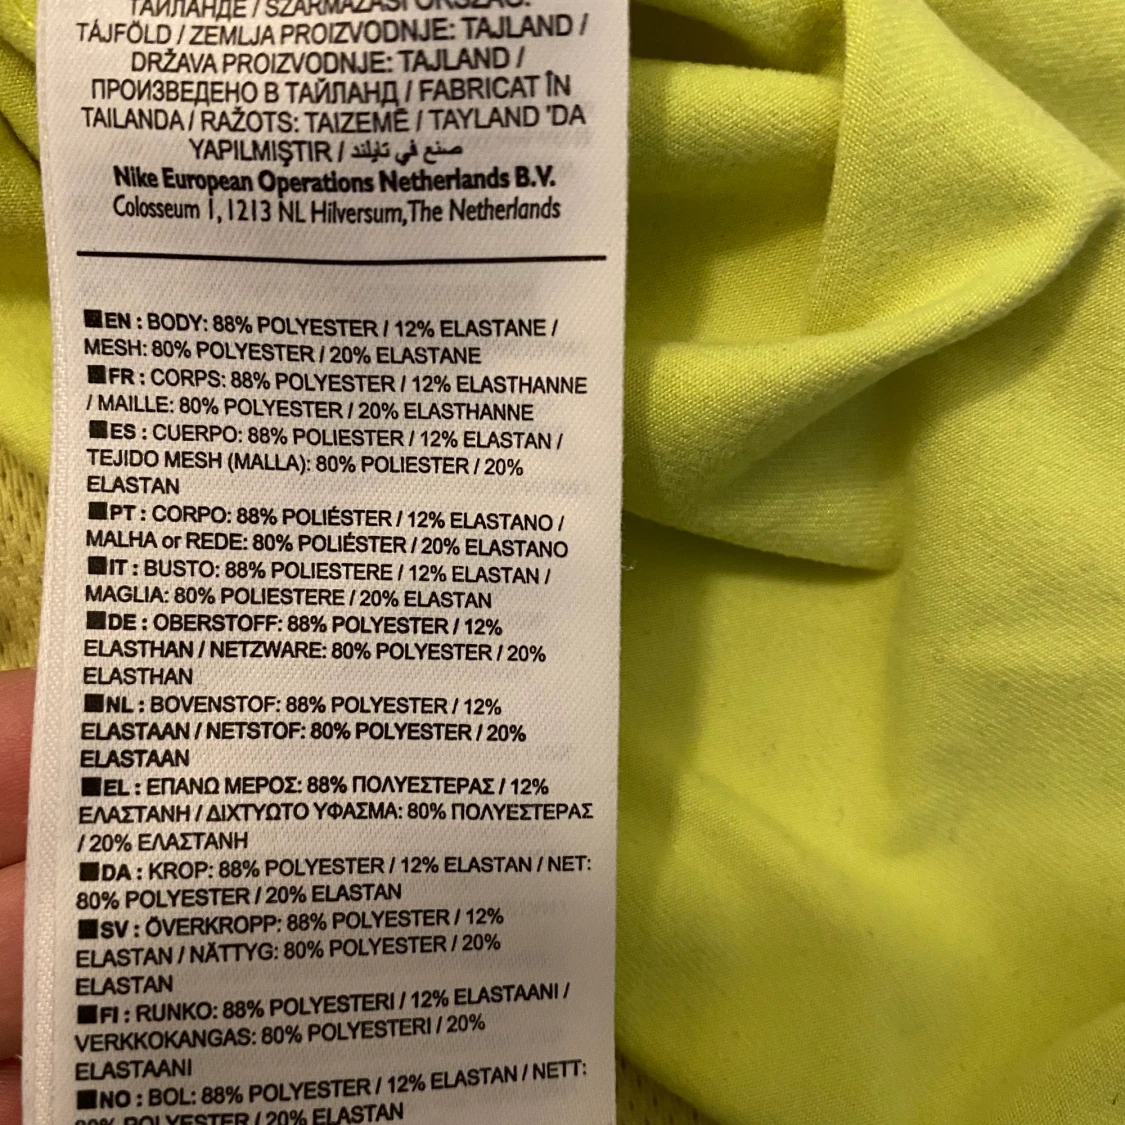 ТАЙЛАНДЕ / SZÁRMAZÁSI ORSZÁG:
TÁJFÖLD / ZEMLJA PROIZVODNJE: TAJLAND /
DRŽAVA PROIZVODNJE: TAJLAND /
ПРОИЗВЕДЕНО В ТАЙЛАНД / FABRICAT ÎN
TAILANDA / RAŽOTS: TAIZEMĒ / TAYLAND 'DA
YAPILMIŞTIR / صنع في تايلند
Nike European Operations Netherlands B.V.
Colosseum 1, 1213 NL Hilversum, The Netherlands
EN : BODY: 88% POLYESTER / 12% ELASTANE /
MESH: 80% POLYESTER / 20% ELASTANE
FR : CORPS: 88% POLYESTER / 12% ELASTHANNE
/ MAILLE: 80% POLYESTER / 20% ELASTHANNE
ES : CUERPO: 88% POLIESTER / 12% ELASTAN /
TEJIDO MESH (MALLA): 80% POLIESTER / 20%
ELASTAN
PT : CORPO: 88% POLIÉSTER / 12% ELASTANO /
MALHA or REDE: 80% POLIÉSTER / 20% ELASTANO
IT : BUSTO: 88% POLIESTERE / 12% ELASTAN /
MAGLIA: 80% POLIESTERE / 20% ELASTAN
DE : OBERSTOFF: 88% POLYESTER / 12%
ELASTHAN / NETZWARE: 80% POLYESTER / 20%
ELASTHAN
NL : BOVENSTOF: 88% POLYESTER / 12%
ELASTAAN / NETSTOF: 80% POLYESTER / 20%
ELASTAAN
EL : ΕΠΑΝΩ ΜΕΡΟΣ: 88% ΠΟΛΥΕΣΤΕΡΑΣ / 12%
ΕΛΑΣΤΑΝΗ / ΔΙΧΤΥΩΤΟ ΥΦΑΣΜΑ: 80% ΠΟΛΥΕΣΤΕΡΑΣ
/ 20% ΕΛΑΣΤΑΝΗ
DA : KROP: 88% POLYESTER / 12% ELASTAN / NET:
80% POLYESTER / 20% ELASTAN
SV : ÖVERKROPP: 88% POLYESTER / 12%
ELASTAN / NÄTTYG: 80% POLYESTER / 20%
ELASTAN
FI : RUNKO: 88% POLYESTERI / 12% ELASTAANI /
VERKKOKANGAS: 80% POLYESTERI / 20%
ELASTAANI
NO : BOL: 88% POLYESTER / 12% ELASTAN / NETT:
80% POLYESTER / 20% ELASTAN